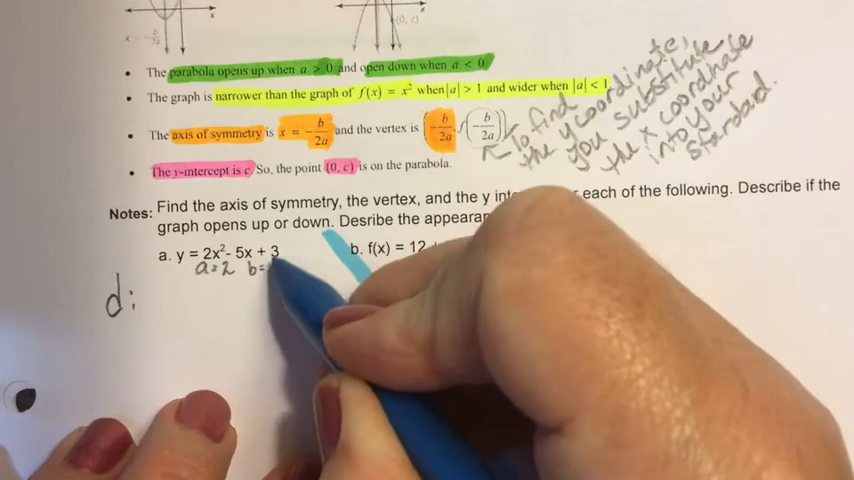 x
x
(0, c)
x = - b/2a
• The parabola opens up when a > 0 and open down when a < 0.
• The graph is narrower than the graph of f(x) = x² when |a| > 1 and wider when |a| < 1
• The axis of symmetry is x = - b/2a and the vertex is (- b/2a, f(- b/2a))
To find the y coordinate, you substitute the x coordinate into your standard.
• The y-intercept is c. So, the point (0, c) is on the parabola.
Notes: Find the axis of symmetry, the vertex, and the y each of the following. Describe if the
graph opens up or down. Desribe the
a. y = 2x² - 5x + 3
b. f(x) = 12
a=2 b=
d: